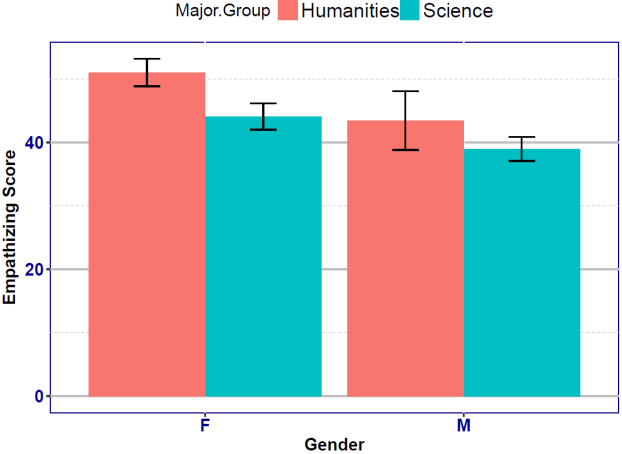 Major.Group Humanities Science
Empathizing Score
40
20
0
F M
Gender